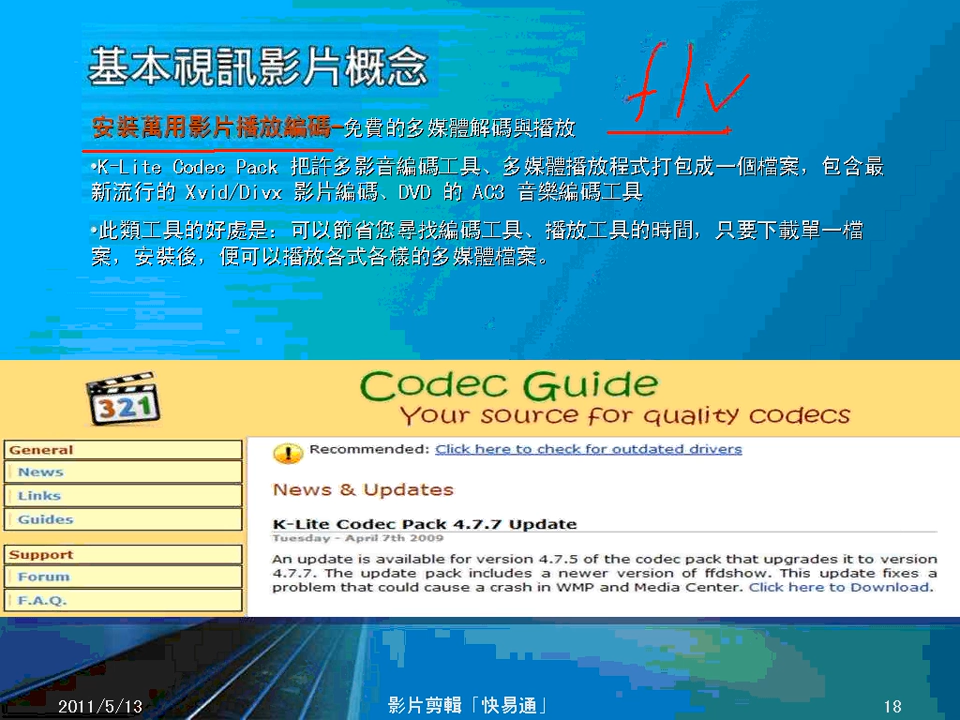 基本視訊影片概念
flv
安裝萬用影片播放編碼-免費的多媒體解碼與播放
•K-Lite Codec Pack 把許多影音編碼工具、多媒體播放程式打包成一個檔案，包含最
新流行的 Xvid/Divx 影片編碼、DVD 的 AC3 音樂編碼工具
•此類工具的好處是：可以節省您尋找編碼工具、播放工具的時間，只要下載單一檔
案，安裝後，便可以播放各式各樣的多媒體檔案。
321
Codec Guide
Your source for quality codecs
General
News
Links
Guides
Support
Forum
F.A.Q.
Recommended: Click here to check for outdated drivers
News & Updates
K-Lite Codec Pack 4.7.7 Update
Tuesday - April 7th 2009
An update is available for version 4.7.5 of the codec pack that upgrades it to version
4.7.7. The update pack includes a newer version of ffdshow. This update fixes a
problem that could cause a crash in WMP and Media Center. Click here to Download.
2011/5/13
影片剪輯「快易通」
18